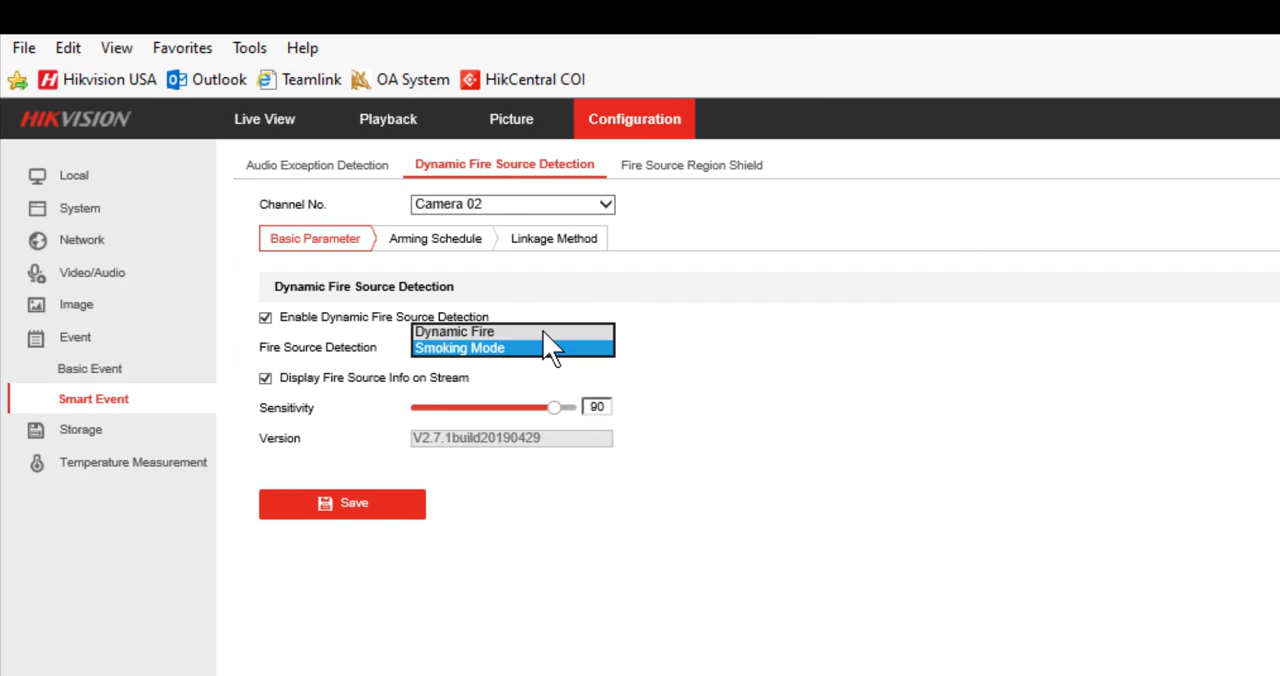 File Edit View Favorites Tools Help
Hikvision USA Outlook Teamlink OA System HikCentral COI
HIKVISION Live View Playback Picture Configuration
Local
System
Network
Video/Audio
Image
Event
Basic Event
Smart Event
Storage
Temperature Measurement
Audio Exception Detection Dynamic Fire Source Detection Fire Source Region Shield
Channel No. Camera 02
Basic Parameter Arming Schedule Linkage Method
Dynamic Fire Source Detection
Enable Dynamic Fire Source Detection
Dynamic Fire
Fire Source Detection Smoking Mode
Display Fire Source Info on Stream
Sensitivity 90
Version V2.7.1build20190429
Save